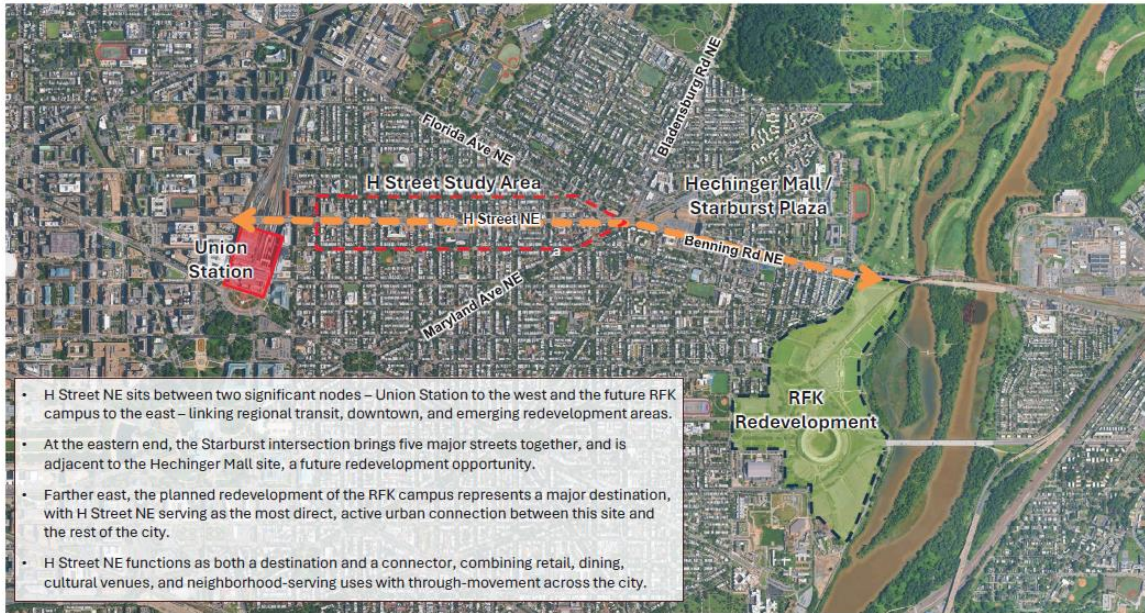 Florida Ave NE
Bladensburg Rd NE
H Street Study Area
Hechinger Mall /
Starburst Plaza
H Street NE
Union
Station
Benning Rd NE
Maryland Ave NE
RFK
Redevelopment
• H Street NE sits between two significant nodes – Union Station to the west and the future RFK
campus to the east – linking regional transit, downtown, and emerging redevelopment areas.
• At the eastern end, the Starburst intersection brings five major streets together, and is
adjacent to the Hechinger Mall site, a future redevelopment opportunity.
• Farther east, the planned redevelopment of the RFK campus represents a major destination,
with H Street NE serving as the most direct, active urban connection between this site and
the rest of the city.
• H Street NE functions as both a destination and a connector, combining retail, dining,
cultural venues, and neighborhood-serving uses with through-movement across the city.